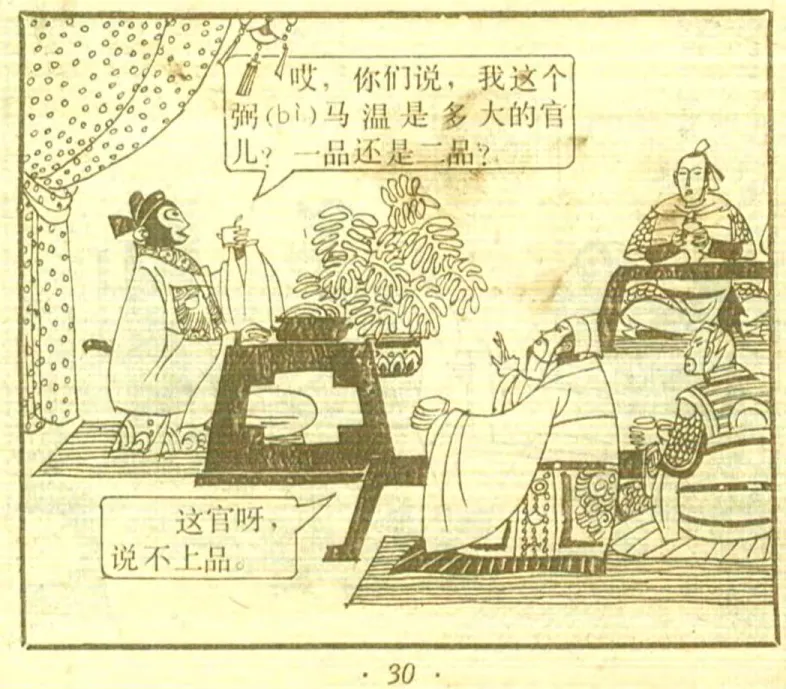 哎，你们说，我这个
弼(bì)马温是多大的官
儿？一品还是二品？
这官呀，
说不上品。
· 30 ·